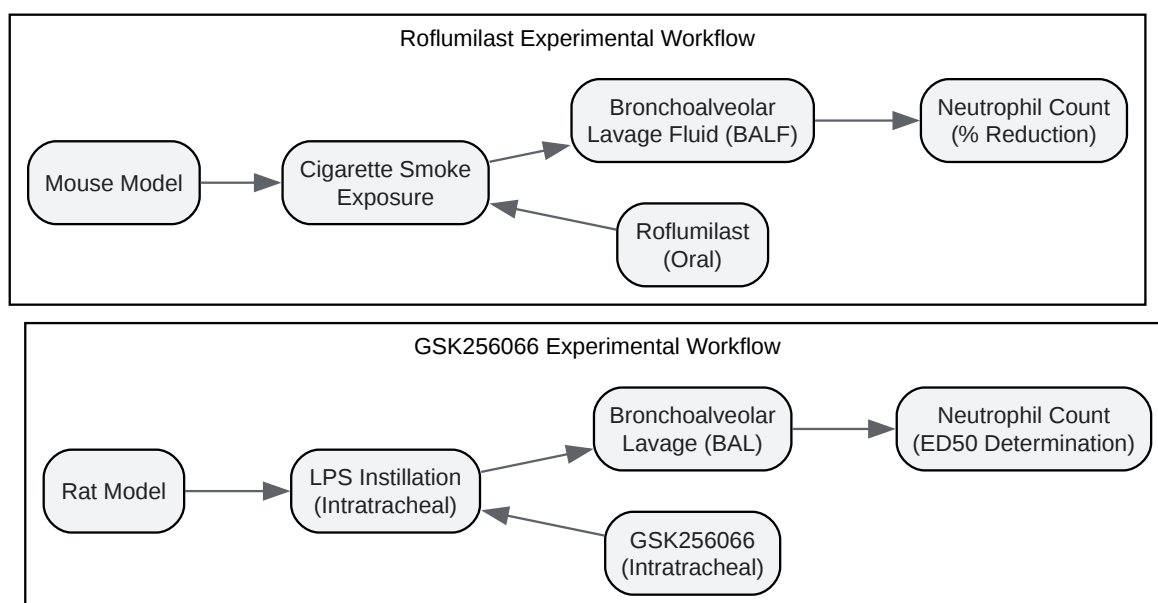 Roflumilast Experimental Workflow
Mouse Model
Cigarette Smoke
Exposure
Bronchoalveolar
Lavage Fluid (BALF)
Neutrophil Count
(% Reduction)
Roflumilast
(Oral)
GSK256066 Experimental Workflow
Rat Model
LPS Instillation
(Intratracheal)
Bronchoalveolar
Lavage (BAL)
Neutrophil Count
(ED50 Determination)
GSK256066
(Intratracheal)